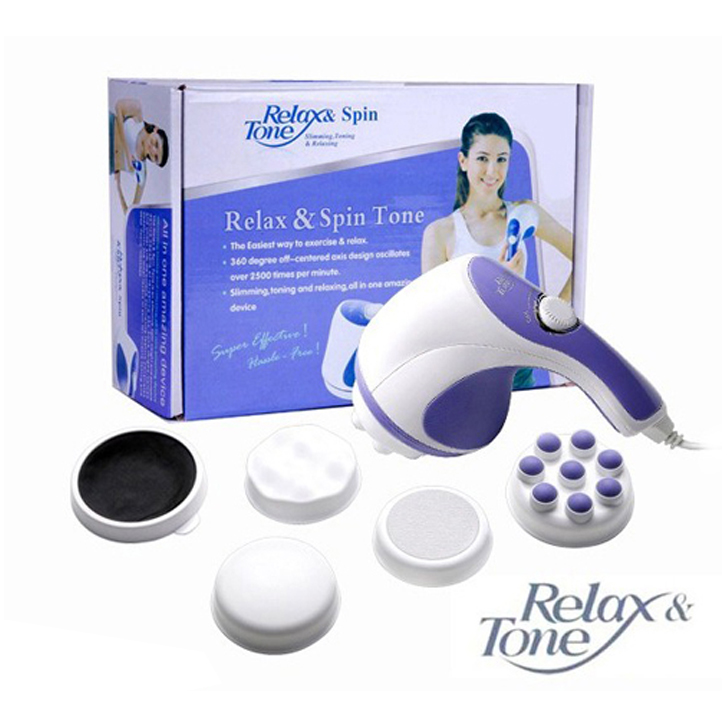 Relax & Spin
Tone
Slimming, Toning
& Relaxing
Relax & Spin Tone
• The Easiest way to exercise & relax.
• 360 degree off-centered axis design oscillates
over 2500 times per minute.
• Slimming, toning and relaxing, all in one amazing
device
Super Effective!
Hassle - Free!
All in one amazing device
Relax &
Tone